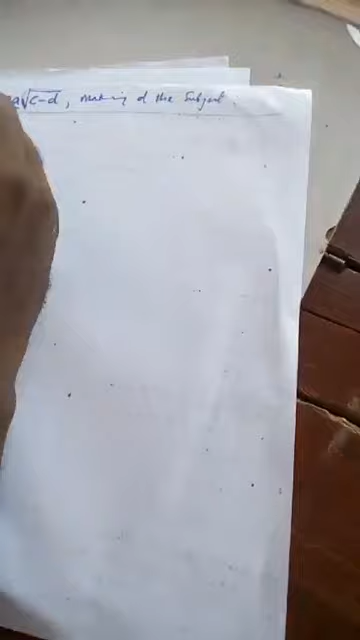 a√c-d, making d the subject.